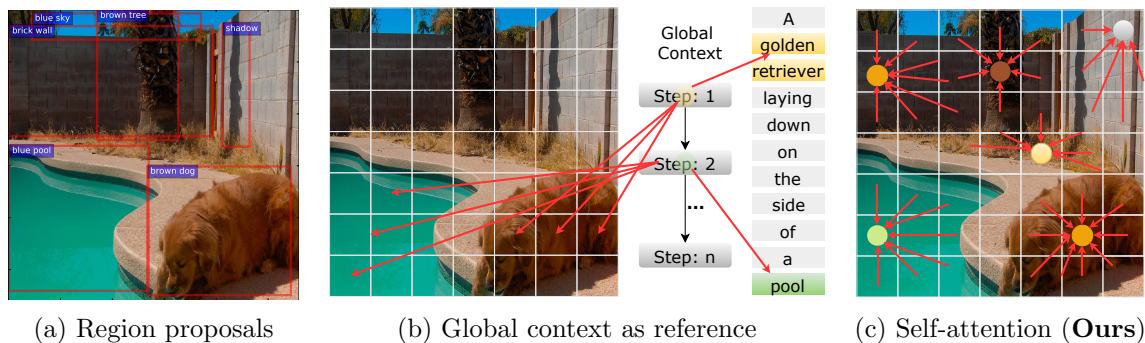 blue sky
brown tree
brick wall
shadow
blue pool
brown dog
(a) Region proposals
Global
Context
Step: 1
Step: 2
...
Step: n
A
golden
retriever
laying
down
on
the
side
of
a
pool
(b) Global context as reference
(c) Self-attention (Ours)